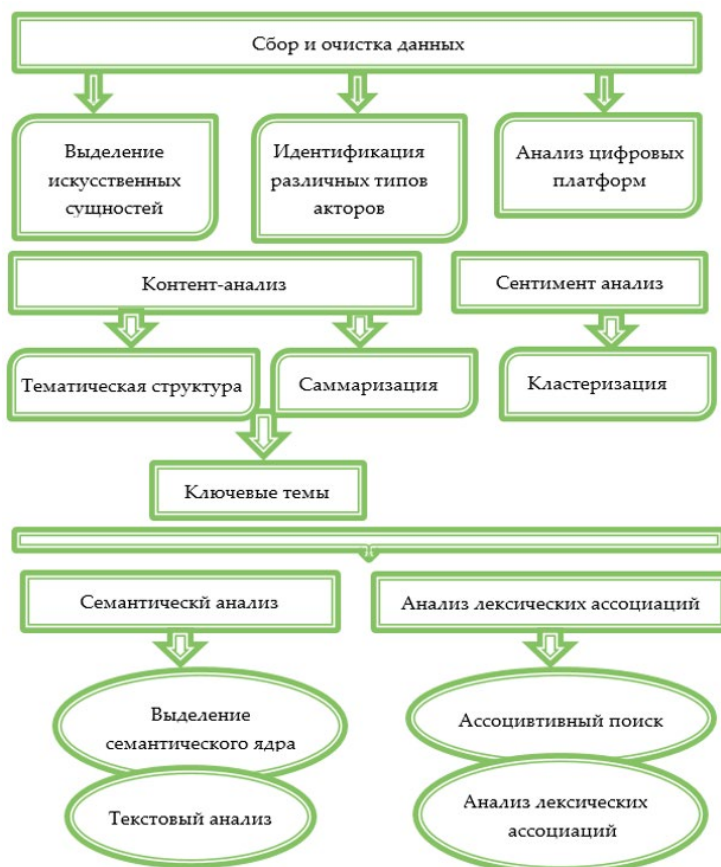 Сбор и очистка данных
Выделение
искусственных
сущностей
Идентификация
различных типов
акторов
Анализ цифровых
платформ
Контент-анализ
Сентимент анализ
Тематическая структура
Саммаризация
Кластеризация
Ключевые темы
Семантическй анализ
Анализ лексических ассоциаций
Выделение
семантического ядра
Текстовый анализ
Ассоцивтивный поиск
Анализ лексических
ассоциаций